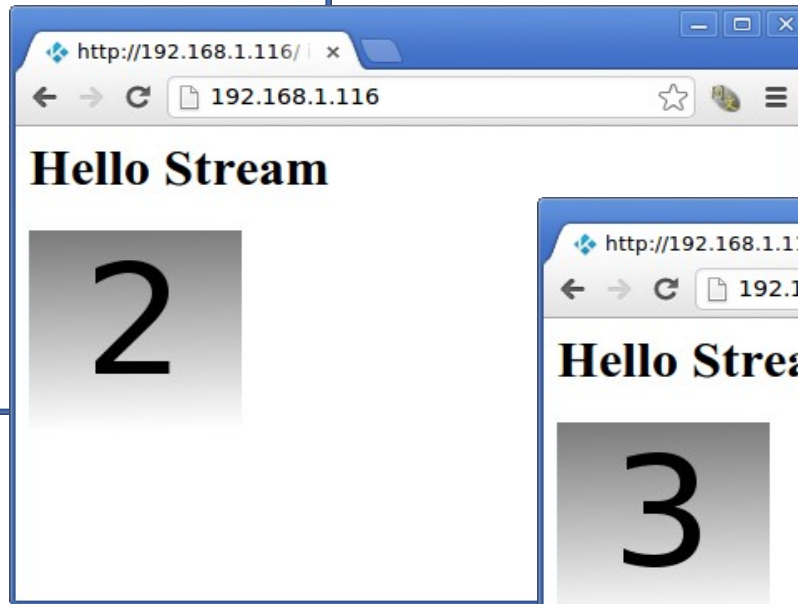 http://192.168.1.116/
192.168.1.116
Hello Stream
2
http://192.168.1.11
192.1
Hello Strea
3